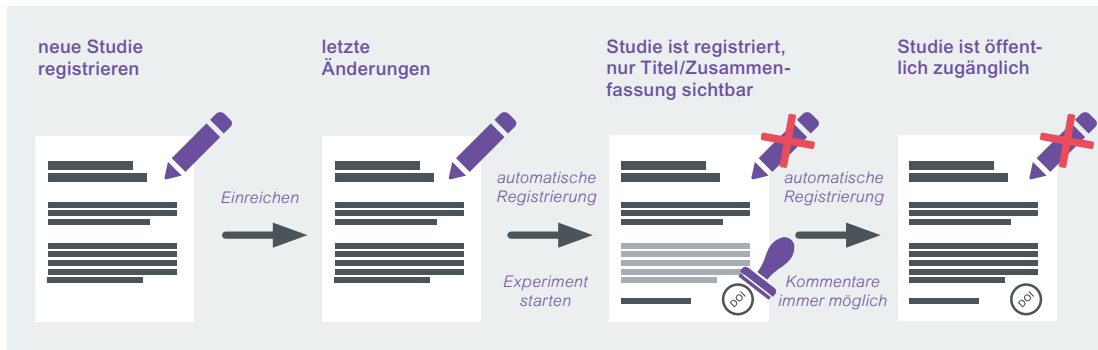 neue Studie
registrieren
letzte
Änderungen
Studie ist registriert,
nur Titel/Zusammen-
fassung sichtbar
Studie ist öffent-
lich zugänglich
Einreichen
automatische
Registrierung
Experiment
starten
automatische
Registrierung
Kommentare
immer möglich
DOI
DOI